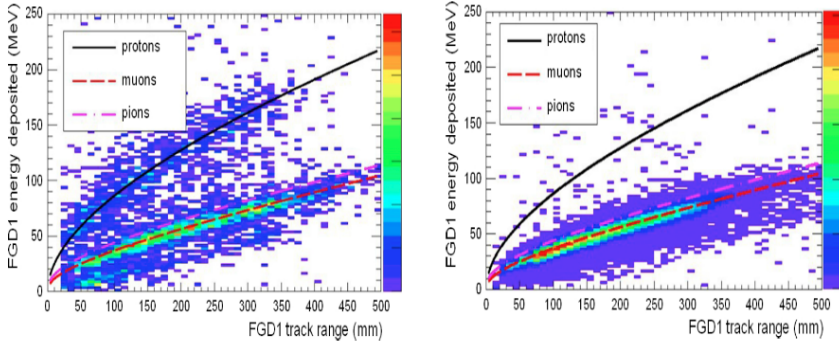 FGD1 energy deposited (MeV)
250
200
150
100
50
0
protons
muons
pions
0 50 100 150 200 250 300 350 400 450 500
FGD1 track range (mm)
FGD1 energy deposited (MeV)
250
200
150
100
50
0
protons
muons
pions
0 50 100 150 200 250 300 350 400 450 500
FGD1 track range (mm)